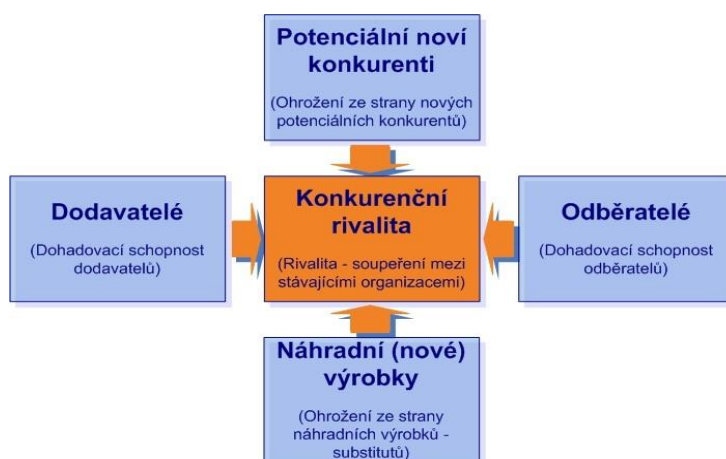 Potenciální noví
konkurenti
(Ohrožení ze strany nových
potenciálních konkurentů)
Dodavatelé
(Dohadovací schopnost
dodavatelů)
Konkurenční
rivalita
(Rivalita - soupeření mezi
stávajícími organizacemi)
Odběratelé
(Dohadovací schopnost
odběratelů)
Náhradní (nové)
výrobky
(Ohrožení ze strany
náhradních výrobků -
substitutů)